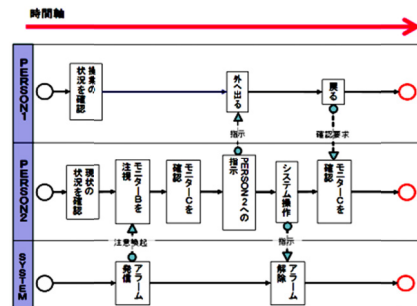 時間軸
PERSON1
操業の
状況を確認
外へ出る
戻る
指示
確認要求
PERSON2
現状の
状況を確認
モニターBを
注視
モニターCを
確認
PERSON2への
指示
システム操作
モニターCを
確認
注意喚起
指示
SYSTEM
アラーム
発信
アラーム
解除